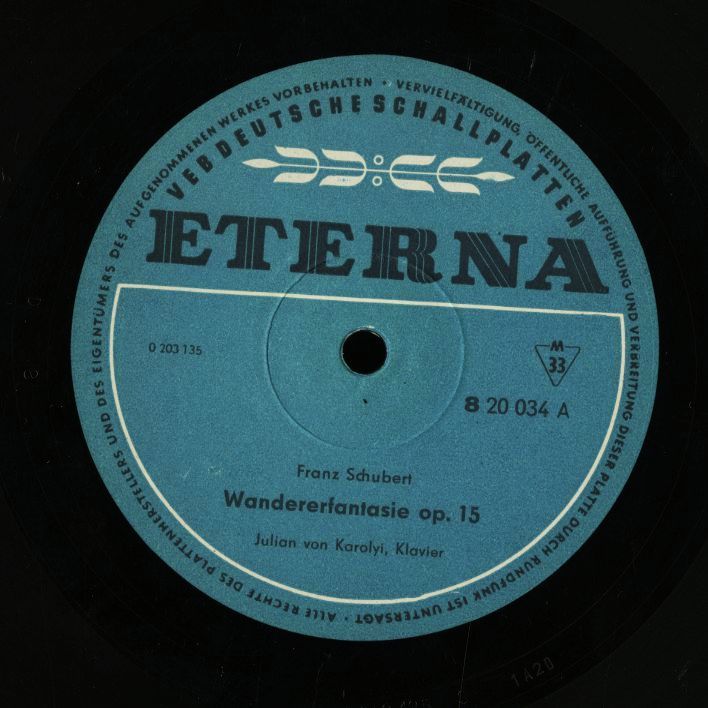 ALLE RECHTE DES PLATTENHERSTELLERS UND DES EIGENTÜMERS DES AUFGENOMMENEN WERKES VORBEHALTEN · VERVIELFÄLTIGUNG, ÖFFENTLICHE AUFFÜHRUNG UND VERBREITUNG DIESER PLATTE DURCH RUNDFUNK IST UNTERSAGT ·
VEB DEUTSCHE SCHALLPLATTEN
ETERNA
0 203 135
M
33
8 20 034 A
Franz Schubert
Wandererfantasie op. 15
Julian von Karolyi, Klavier
1 A 20